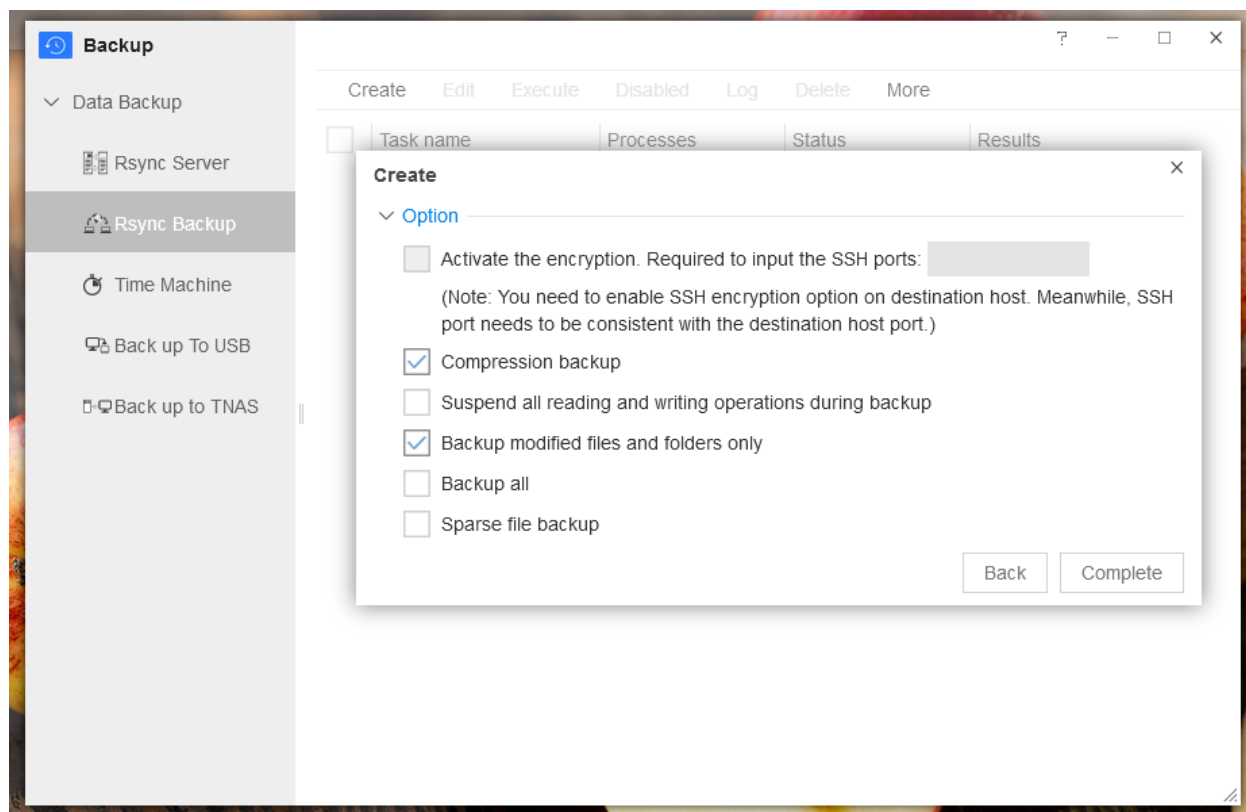 Backup
Data Backup
Rsync Server
Rsync Backup
Time Machine
Back up To USB
Back up to TNAS
?
Create Edit Execute Disabled Log Delete More
Task name Processes Status Results
Create
Option
Activate the encryption. Required to input the SSH ports:
(Note: You need to enable SSH encryption option on destination host. Meanwhile, SSH
port needs to be consistent with the destination host port.)
Compression backup
Suspend all reading and writing operations during backup
Backup modified files and folders only
Backup all
Sparse file backup
Back Complete